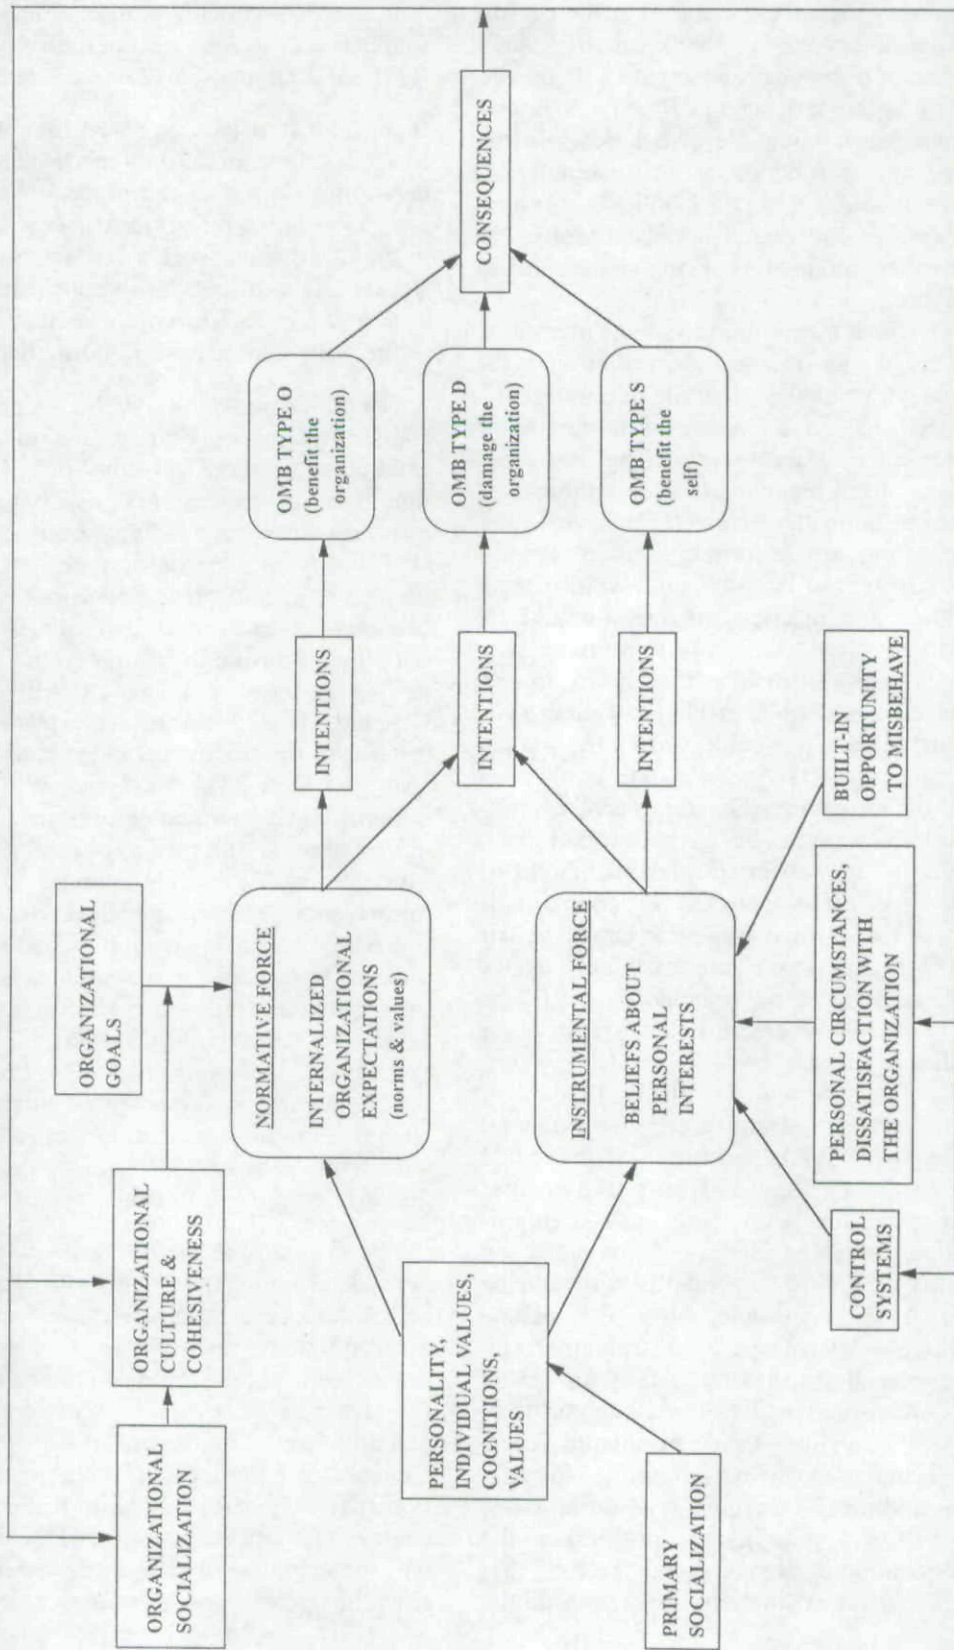 ORGANIZATIONAL
SOCIALIZATION
ORGANIZATIONAL
CULTURE &
COHESIVENESS
ORGANIZATIONAL
GOALS
PRIMARY
SOCIALIZATION
PERSONALITY,
INDIVIDUAL VALUES,
COGNITIONS,
VALUES
NORMATIVE FORCE
INTERNALIZED
ORGANIZATIONAL
EXPECTATIONS
(norms & values)
INSTRUMENTAL FORCE
BELIEFS ABOUT
PERSONAL
INTERESTS
CONTROL
SYSTEMS
PERSONAL CIRCUMSTANCES,
DISSATISFACTION WITH
THE ORGANIZATION
BUILT-IN
OPPORTUNITY
TO MISBEHAVE
INTENTIONS
INTENTIONS
INTENTIONS
OMB TYPE O
(benefit the
organization)
OMB TYPE D
(damage the
organization)
OMB TYPE S
(benefit the
self)
CONSEQUENCES